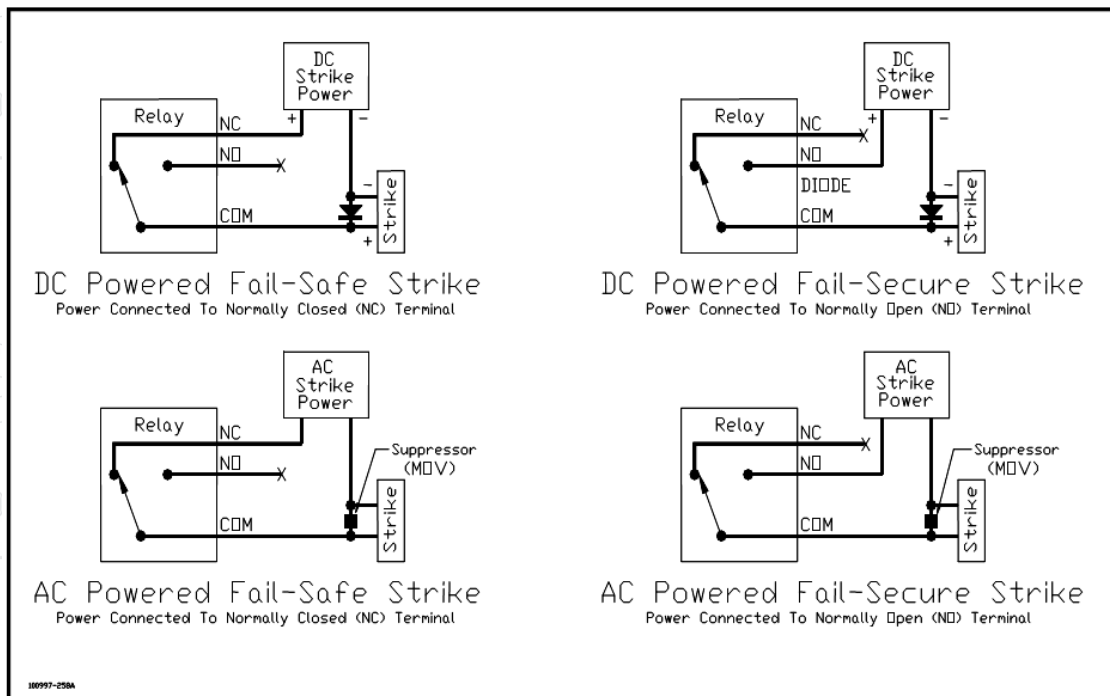 DC
Strike
Power
Relay
NC
+
-
NO
X
-
COM
+
Strike
DC Powered Fail-Safe Strike
Power Connected To Normally Closed (NC) Terminal
DC
Strike
Power
Relay
NC
+
-
X
NO
DIODE
-
COM
+
Strike
DC Powered Fail-Secure Strike
Power Connected To Normally Open (NO) Terminal
AC
Strike
Power
Relay
NC
NO
X
Suppressor
(MOV)
COM
Strike
AC Powered Fail-Safe Strike
Power Connected To Normally Closed (NC) Terminal
AC
Strike
Power
Relay
NC
X
NO
Suppressor
(MOV)
COM
Strike
AC Powered Fail-Secure Strike
Power Connected To Normally Open (NO) Terminal
100997-258A